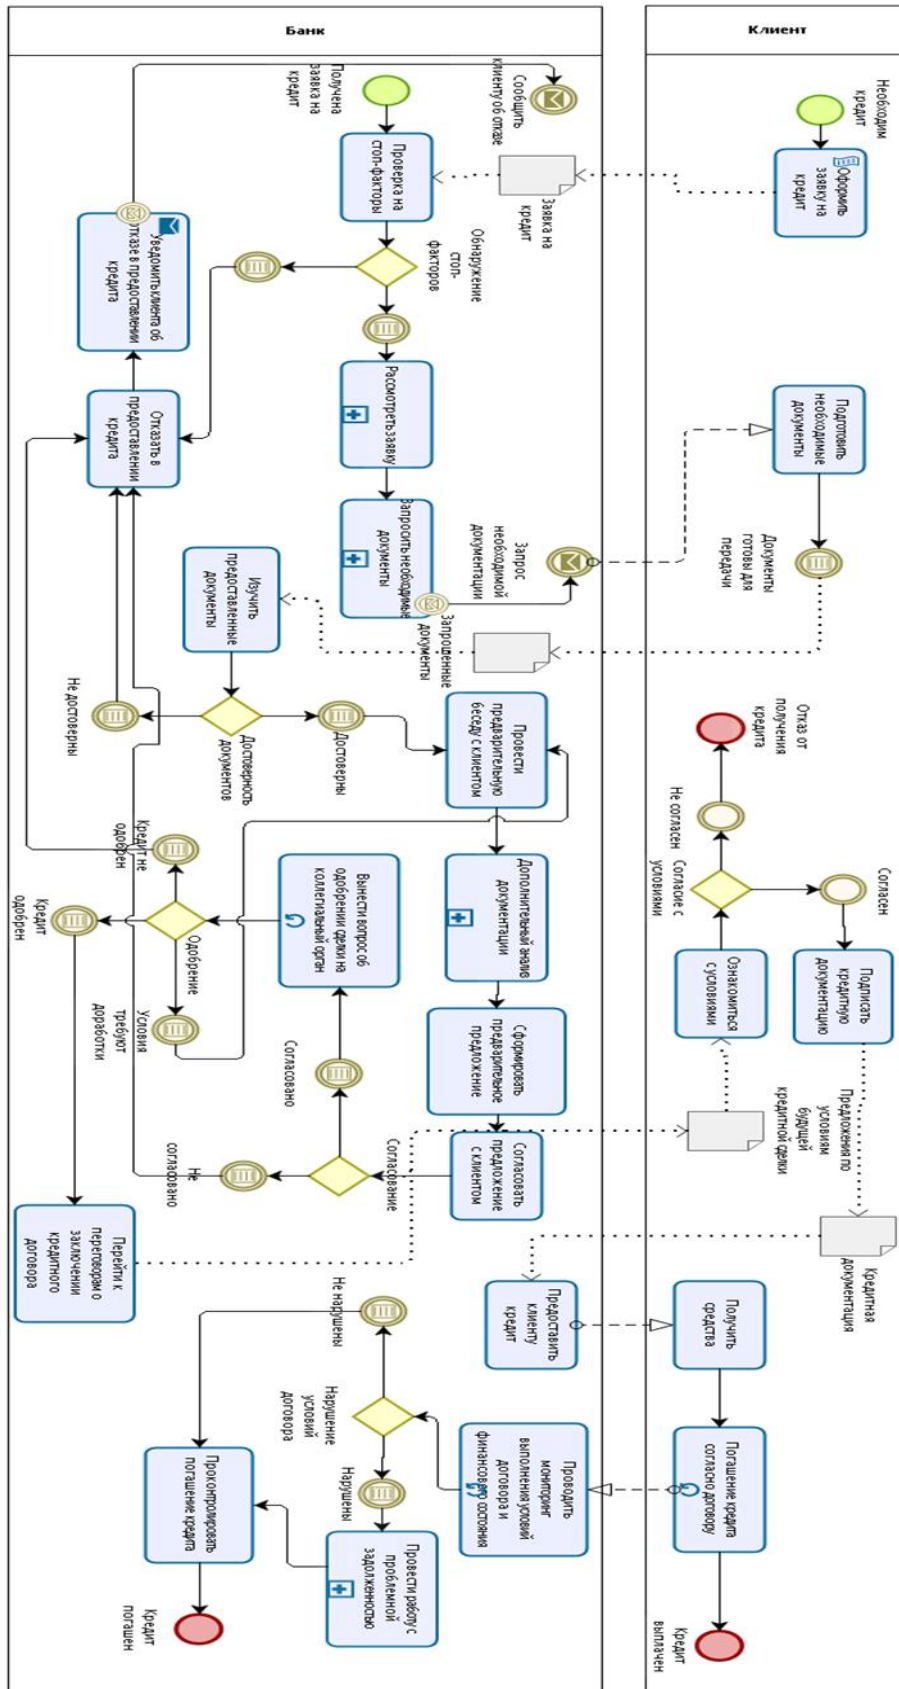 Клиент
Необходим
кредит
Оформить
заявку на
кредит
Подготовить
необходимые
документы
Документы
готовы для
передачи
Отказ от
получения
кредита
Не согласен
Согласие с
условиями
Согласен
Ознакомиться
с условиями
Подписать
кредитную
документацию
Предложения по
условиям
будущей
кредитной сделки
Кредитная
документация
Получить
средства
Погашение кредита
согласно договору
Кредит
выплачен
Банк
Сообщить
клиенту об отказе
Получена
заявка на
кредит
Проверка на
стоп-факторы
Заявка на
кредит
Обнаружение
стоп-
факторов
Уведомить клиента об
отказе в предоставлении
кредита
Отказать в
предоставлении
кредита
Рассмотреть заявку
Запросить необходимые
документы
Запрос
необходимой
документации
Запрошенные
документы
Изучить
предоставленные
документы
Не достоверны
Достоверность
документов
Достоверны
Провести
предварительную
беседу с клиентом
Дополнительный анализ
документации
Сформировать
предварительное
предложение
Согласовать
предложение
с клиентом
Согласование
Согласовано
Не
согласовано
Вынести вопрос об
одобрении сделки на
коллегиальный орган
Одобрение
Кредит не
одобрен
Кредит
одобрен
Условия
требуют
доработки
Перейти к
переговорам о
заключении
кредитного
договора
Предоставить
клиенту
кредит
Проводить
мониторинг
выполнения условий
договора и
финансового состояния
Нарушение
условий
договора
Не нарушены
Нарушены
Провести работу с
проблемной
задолженностью
Проконтролировать
погашение кредита
Кредит
погашен